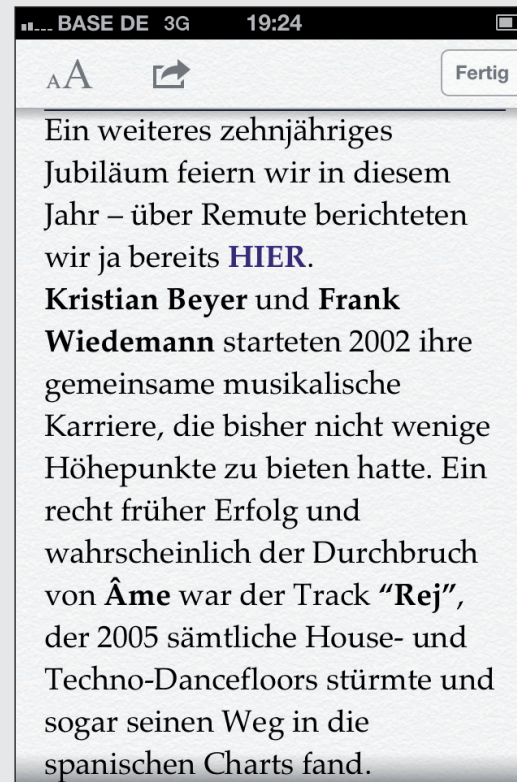 BASE DE 3G 19:24
AA Fertig
Ein weiteres zehnjähriges
Jubiläum feiern wir in diesem
Jahr – über Remute berichteten
wir ja bereits HIER.
Kristian Beyer und Frank
Wiedemann starteten 2002 ihre
gemeinsame musikalische
Karriere, die bisher nicht wenige
Höhepunkte zu bieten hatte. Ein
recht früher Erfolg und
wahrscheinlich der Durchbruch
von Âme war der Track “Rej”,
der 2005 sämtliche House- und
Techno-Dancefloors stürmte und
sogar seinen Weg in die
spanischen Charts fand.